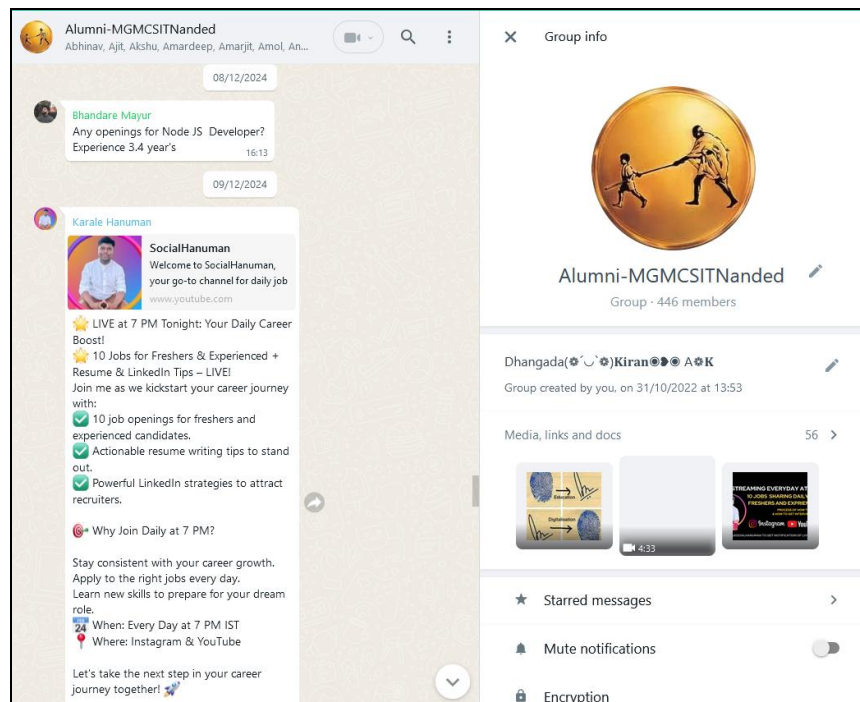 Alumni-MGMCSITNanded
Abhinav, Ajit, Akshu, Amardeep, Amarjit, Amol, An...
08/12/2024
Bhandare Mayur
Any openings for Node JS Developer?
Experience 3.4 year's
16:13
09/12/2024
Karale Hanuman
SocialHanuman
Welcome to SocialHanuman,
your go-to channel for daily job
www.youtube.com
🌟 LIVE at 7 PM Tonight: Your Daily Career
Boost!
🌟 10 Jobs for Freshers & Experienced +
Resume & LinkedIn Tips – LIVE!
Join me as we kickstart your career journey
with:
✅ 10 job openings for freshers and
experienced candidates.
✅ Actionable resume writing tips to stand
out.
✅ Powerful LinkedIn strategies to attract
recruiters.
🎯 Why Join Daily at 7 PM?
Stay consistent with your career growth.
Apply to the right jobs every day.
Learn new skills to prepare for your dream
role.
📅 When: Every Day at 7 PM IST
📍 Where: Instagram & YouTube
Let's take the next step in your career
journey together! 🚀
Group info
Alumni-MGMCSITNanded
Group · 446 members
Dhangada(❁´◡`❁)𝐊𝐢𝐫𝐚𝐧◉❥◉ A❁𝐊
Group created by you, on 31/10/2022 at 13:53
Media, links and docs
56
Education
Digitalisation
4:33
STREAMING EVERYDAY AT
10 JOBS SHARING DAILY
FRESHERS AND EXPRIE
Instagram You
Starred messages
Mute notifications
Encryption